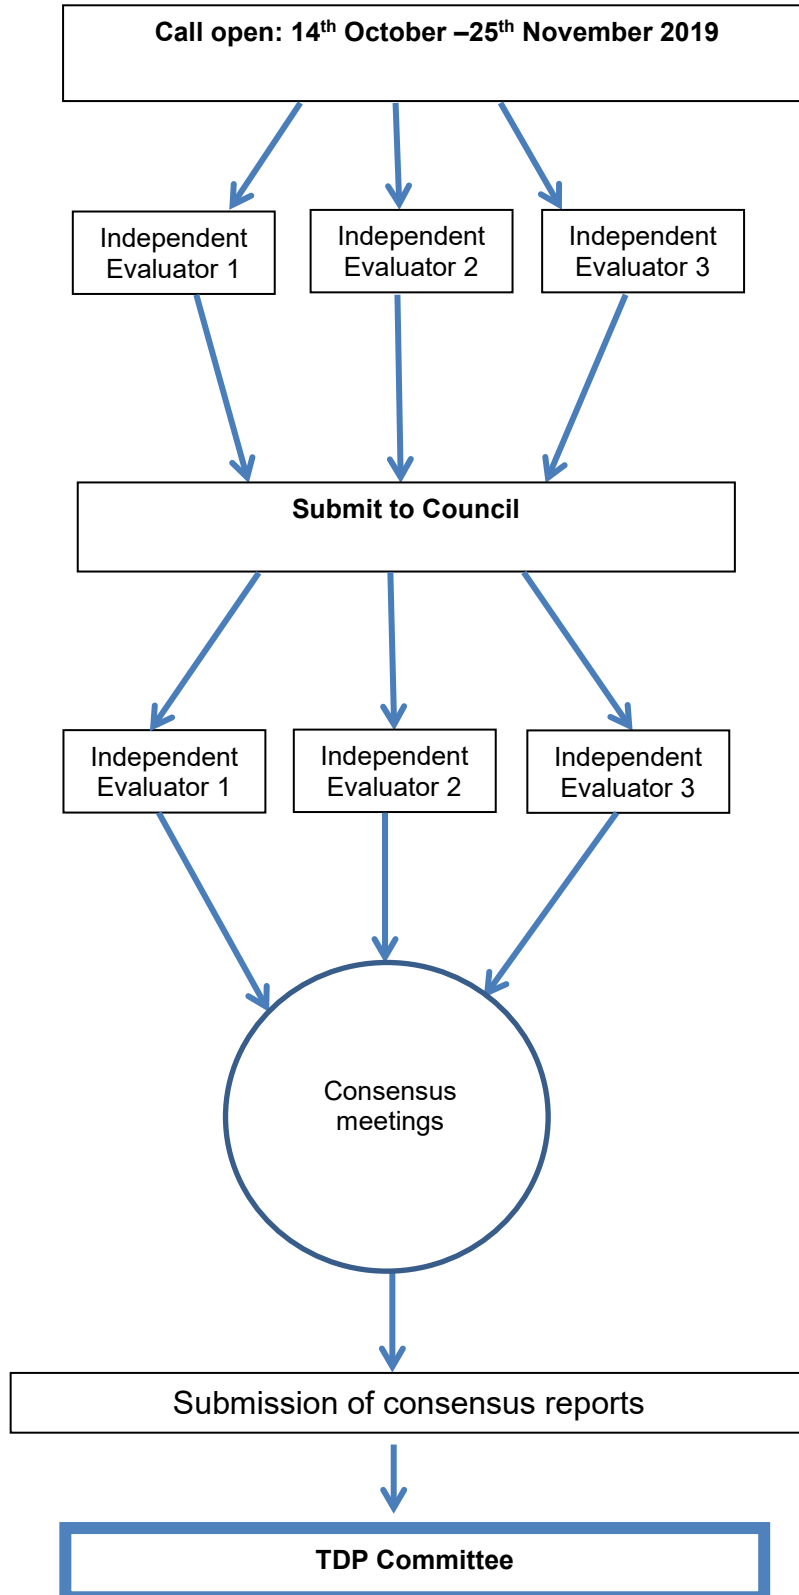 Call open: 14th October –25th November 2019
Independent
Evaluator 1
Independent
Evaluator 2
Independent
Evaluator 3
Submit to Council
Independent
Evaluator 1
Independent
Evaluator 2
Independent
Evaluator 3
Consensus
meetings
Submission of consensus reports
TDP Committee